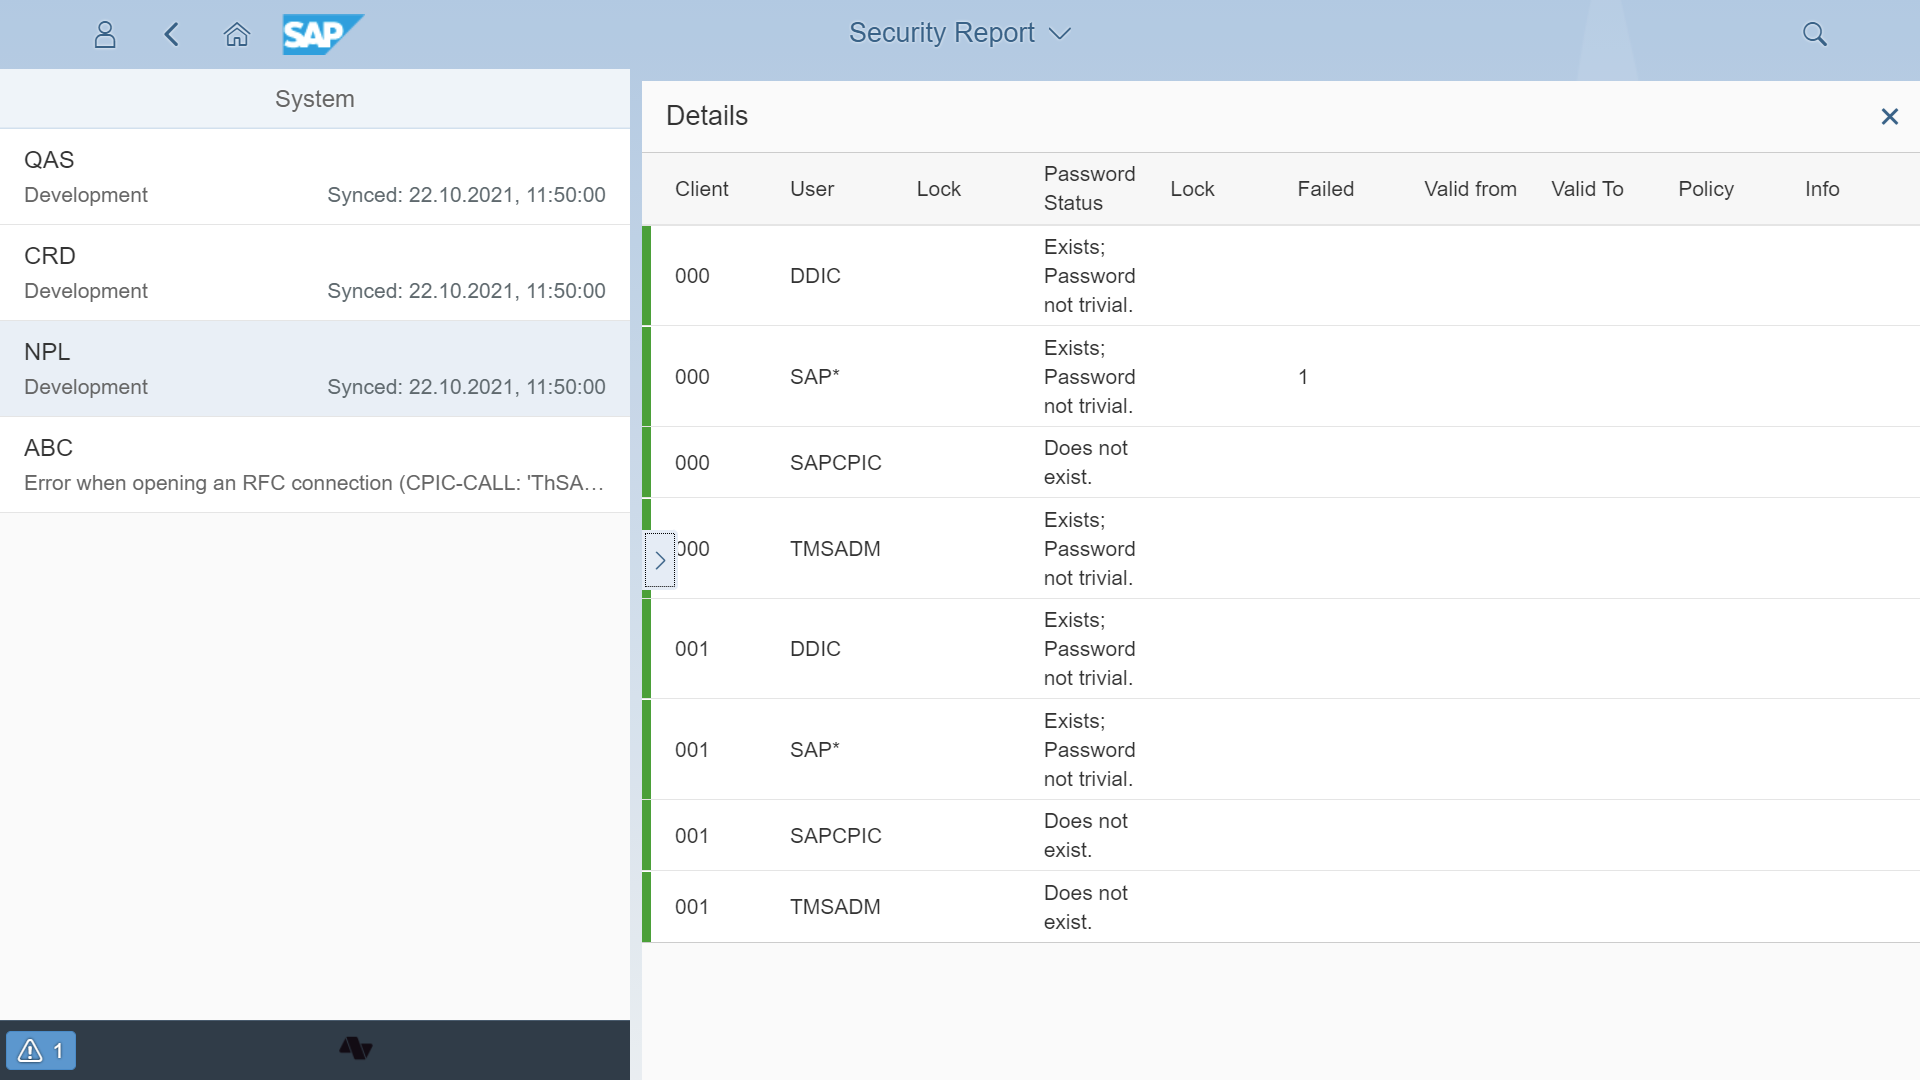 SAP
Security Report
System
QAS
Development Synced: 22.10.2021, 11:50:00
CRD
Development Synced: 22.10.2021, 11:50:00
NPL
Development Synced: 22.10.2021, 11:50:00
ABC
Error when opening an RFC connection (CPIC-CALL: 'ThSA...
1
Details
Client User Lock Password Status Lock Failed Valid from Valid To Policy Info
000 DDIC Exists; Password not trivial.
000 SAP* Exists; Password not trivial. 1
000 SAPCPIC Does not exist.
000 TMSADM Exists; Password not trivial.
001 DDIC Exists; Password not trivial.
001 SAP* Exists; Password not trivial.
001 SAPCPIC Does not exist.
001 TMSADM Does not exist.